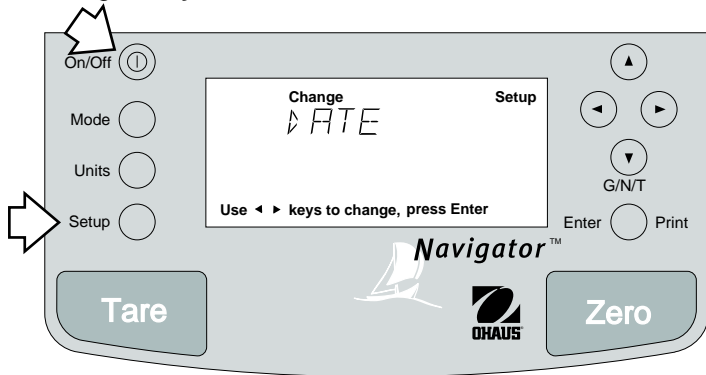 On/Off
Mode
Units
Setup
Change Setup
DATE
Use ◄ ► keys to change, press Enter
G/N/T
Enter Print
Navigator™
OHAUS
Tare
Zero